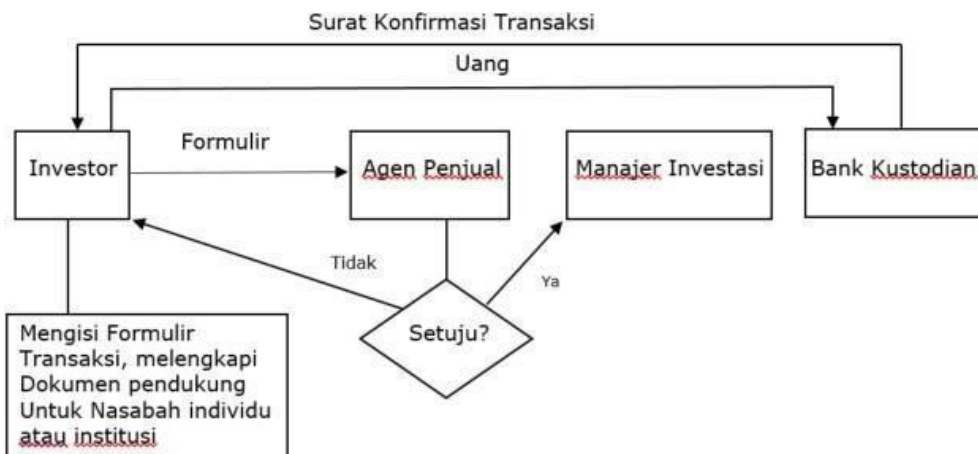 Surat Konfirmasi Transaksi
Uang
Investor
Formulir
Agen Penjual
Manajer Investasi
Bank Kustodian
Tidak
Ya
Setuju?
Mengisi Formulir
Transaksi, melengkapi
Dokumen pendukung
Untuk Nasabah individu
atau institusi